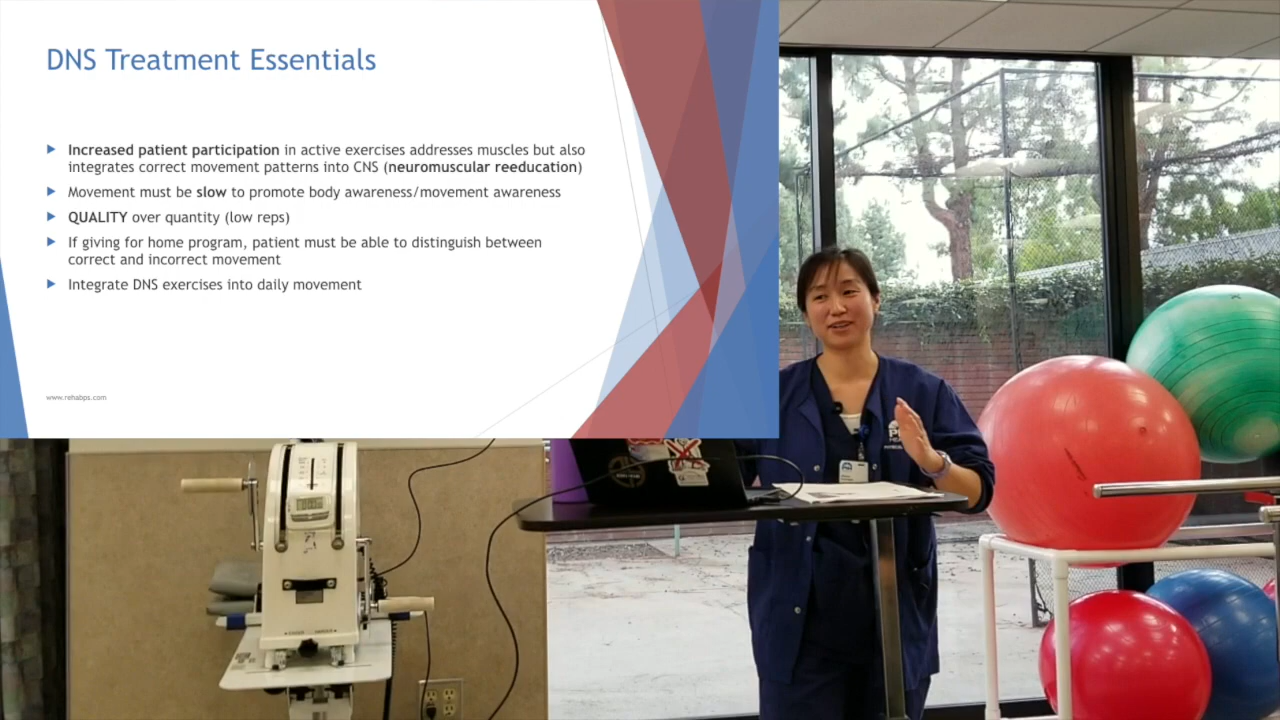 DNS Treatment Essentials
Increased patient participation in active exercises addresses muscles but also
integrates correct movement patterns into CNS (neuromuscular reeducation)
Movement must be slow to promote body awareness/movement awareness
QUALITY over quantity (low reps)
If giving for home program, patient must be able to distinguish between
correct and incorrect movement
Integrate DNS exercises into daily movement
www.rehabps.com